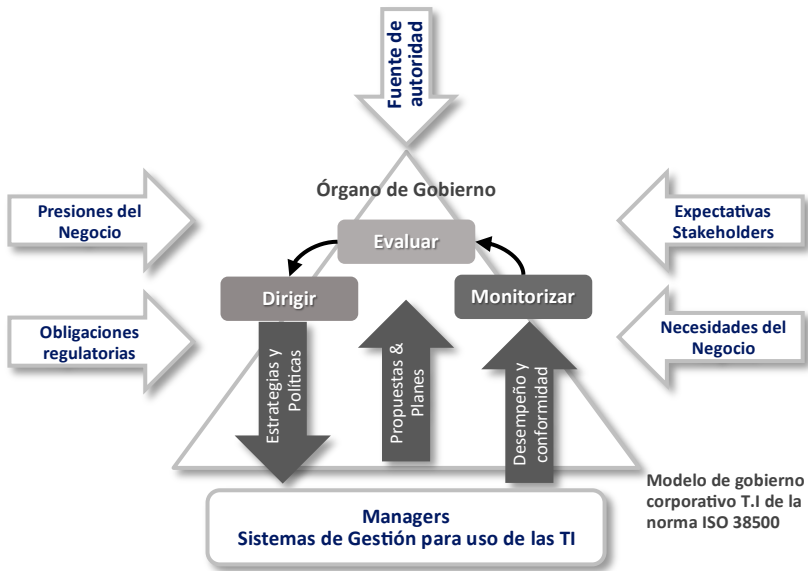 Fuente de
autoridad
Órgano de Gobierno
Presiones del
Negocio
Expectativas
Stakeholders
Evaluar
Dirigir
Monitorizar
Obligaciones
regulatorias
Necesidades del
Negocio
Estrategias y
Políticas
Propuestas &
Planes
Desempeño y
conformidad
Modelo de gobierno
corporativo T.I de la
norma ISO 38500
Managers
Sistemas de Gestión para uso de las TI